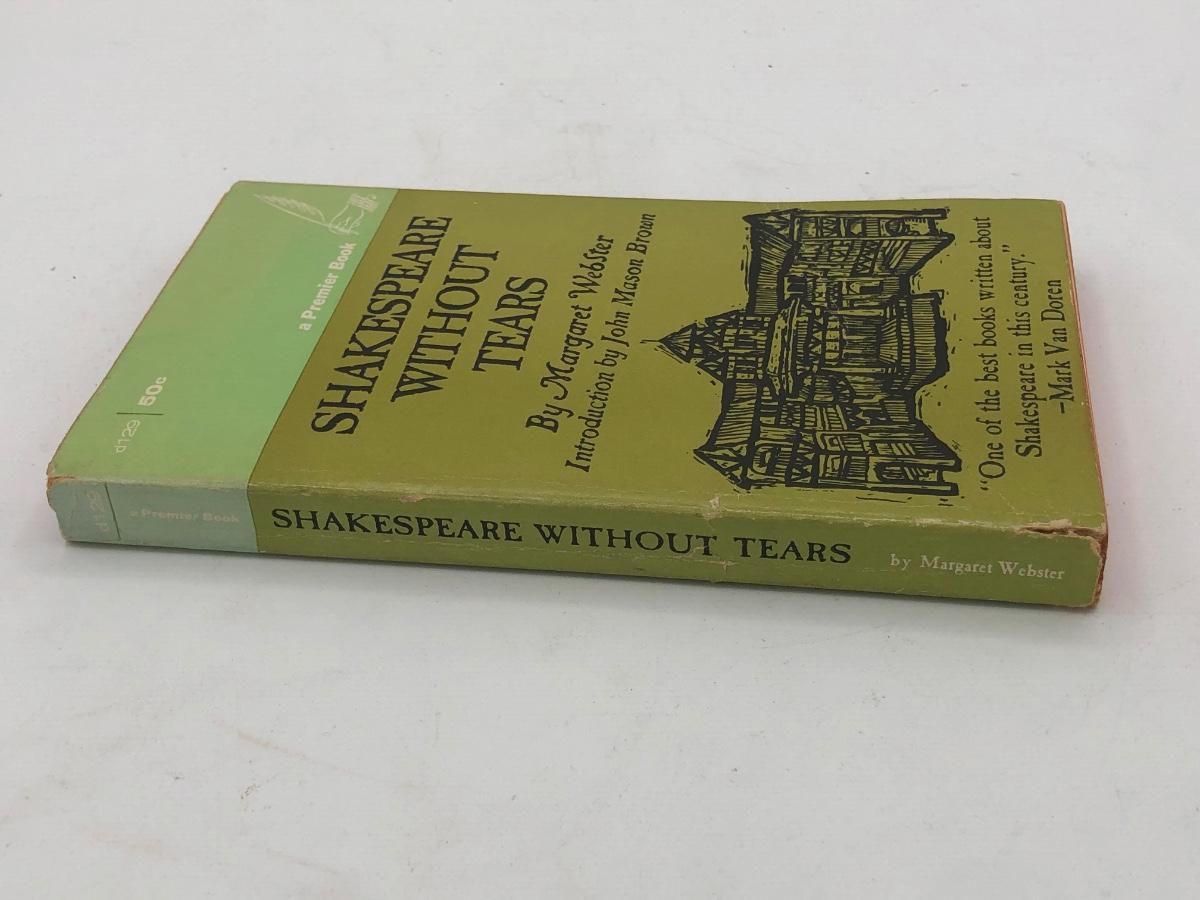 d129 | 50c
a Premier Book
SHAKESPEARE
WITHOUT
TEARS
By Margaret Webster
Introduction by John Mason Brown
"One of the best books written about
Shakespeare in this century."
-Mark Van Doren
d129
a Premier Book
SHAKESPEARE WITHOUT TEARS
by Margaret Webster